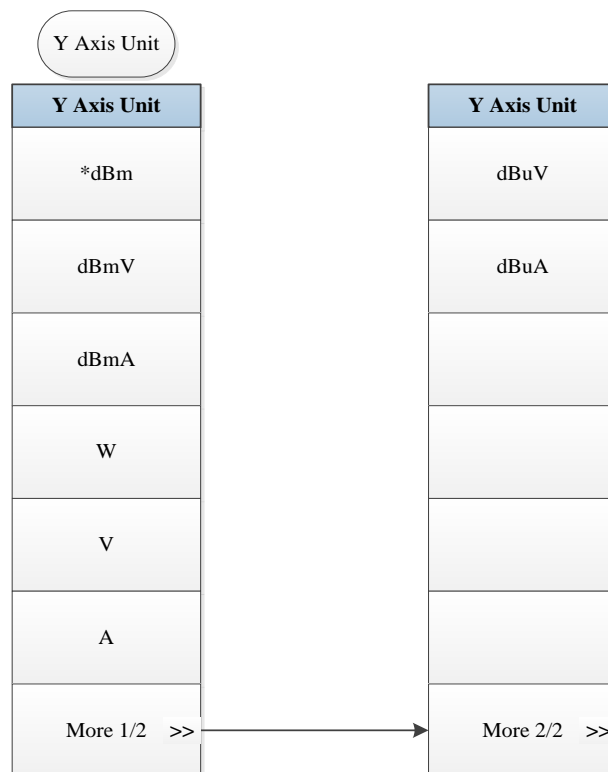 Y Axis Unit
Y Axis Unit
*dBm
dBmV
dBmA
W
V
A
More 1/2 >>
Y Axis Unit
dBuV
dBuA
More 2/2 >>